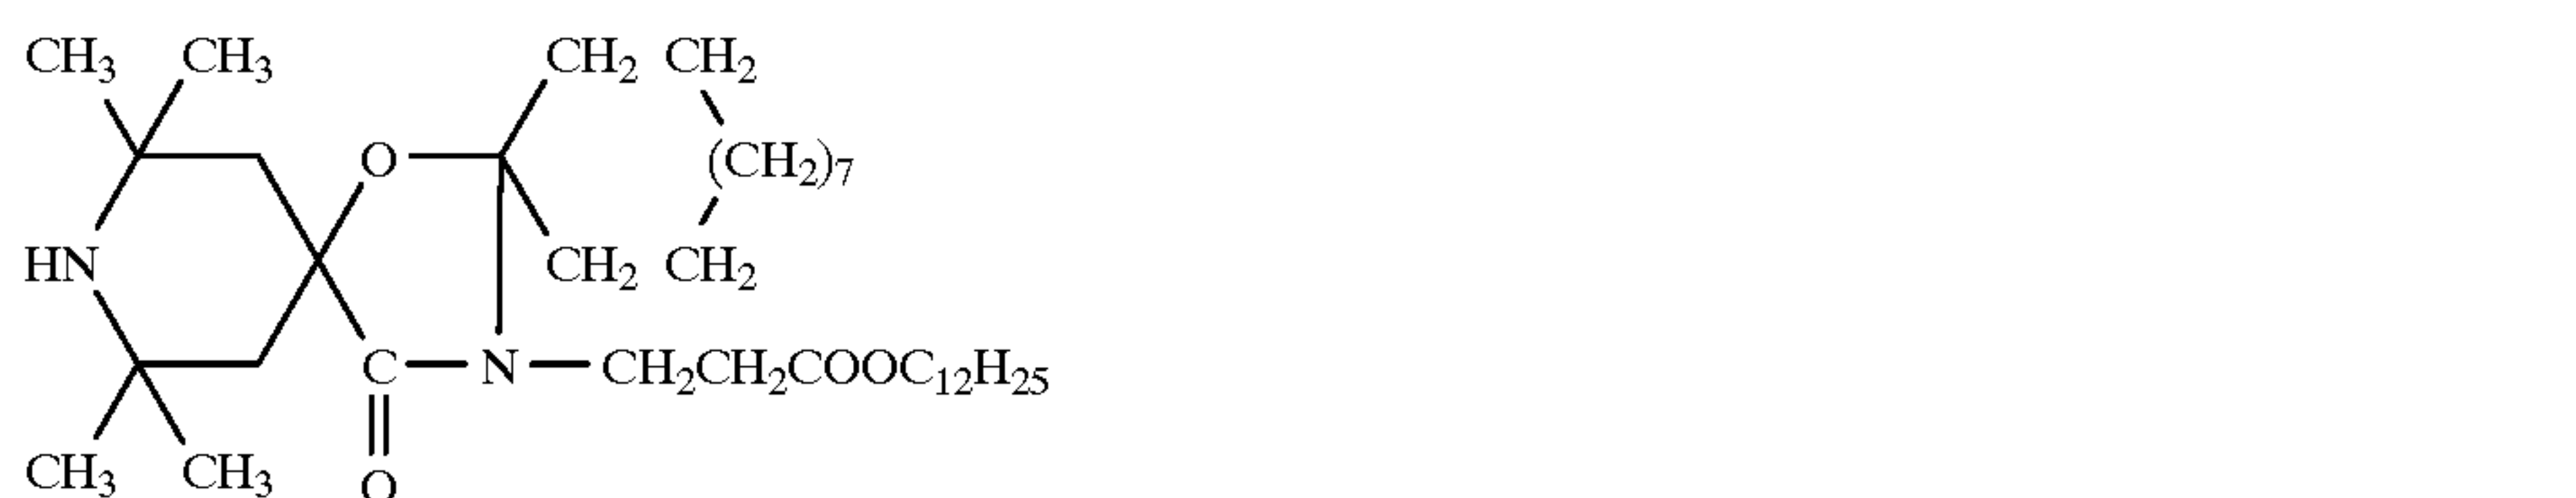 CH₃ CH₃ CH₂ CH₂
O (CH₂)₇
HN CH₂ CH₂
C N CH₂CH₂COOC₁₂H₂₅
CH₃ CH₃ O